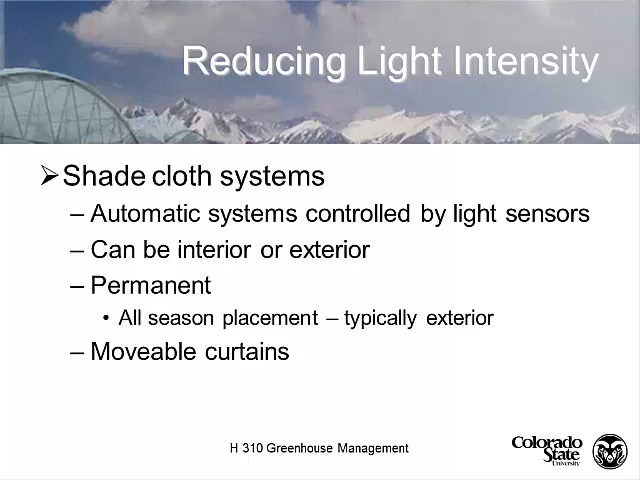 Reducing Light Intensity
Shade cloth systems
– Automatic systems controlled by light sensors
– Can be interior or exterior
– Permanent
• All season placement – typically exterior
– Moveable curtains
H 310 Greenhouse Management
Colorado
State
University